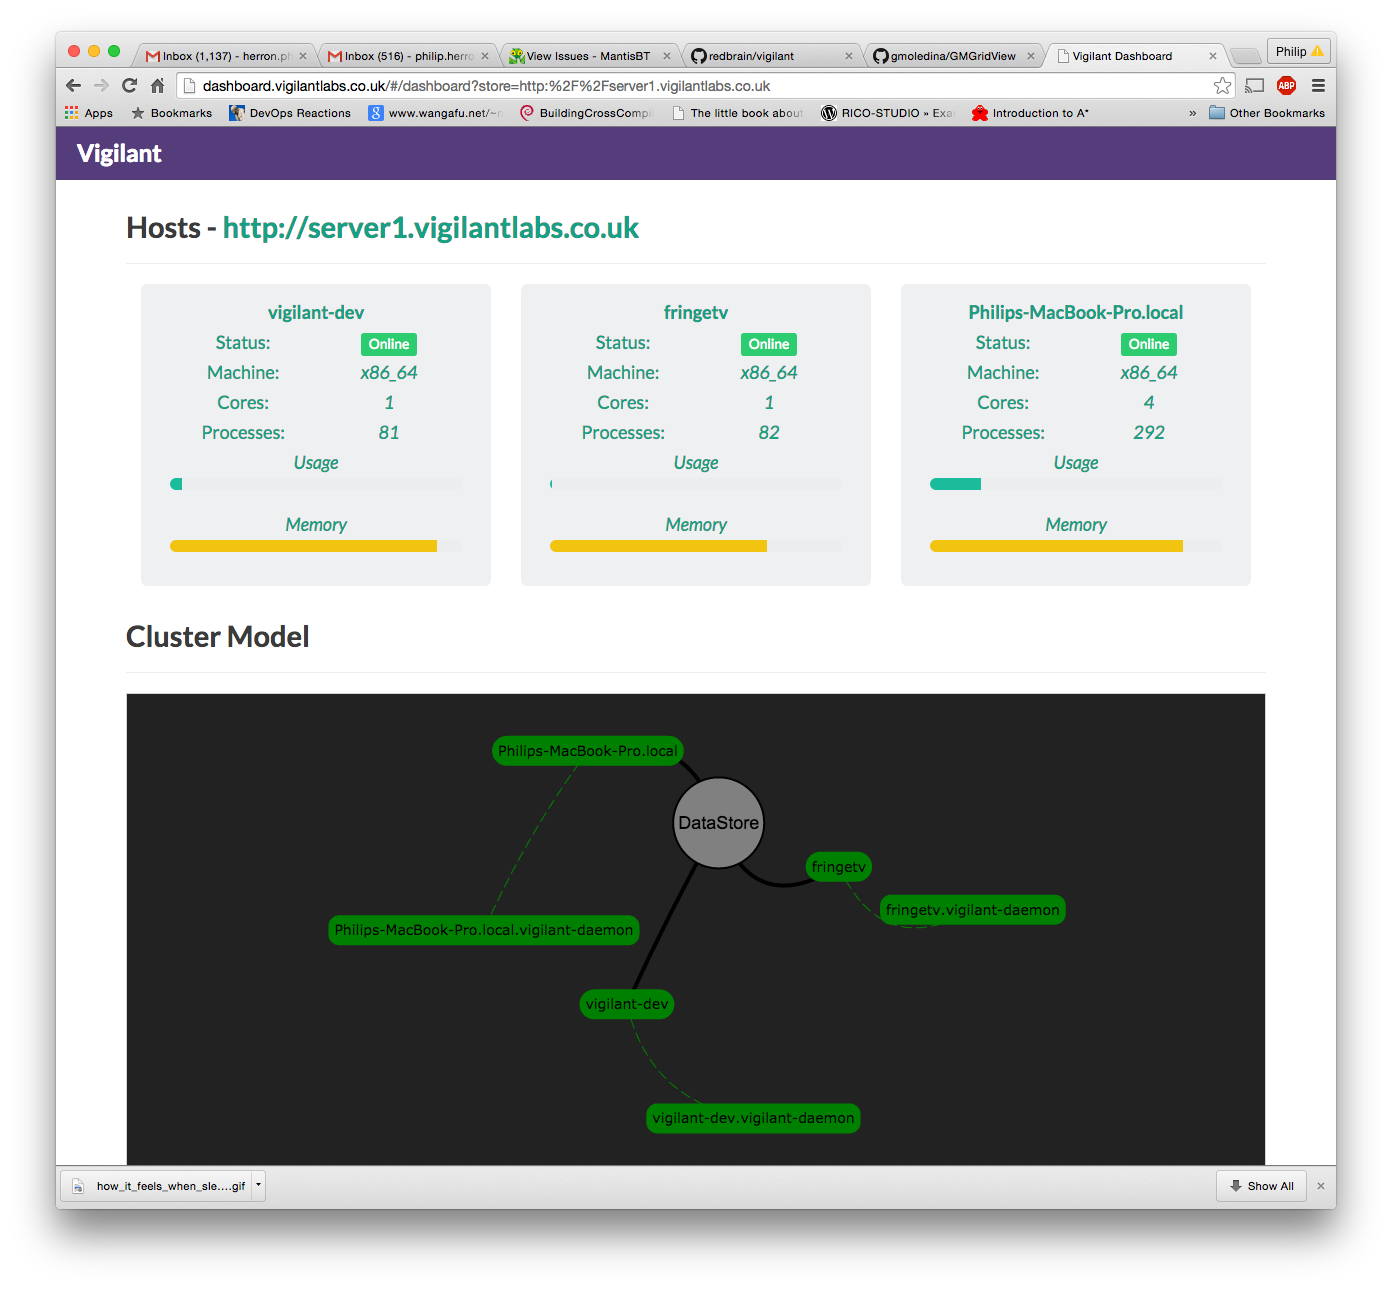 Inbox (1,137) - herron.ph
Inbox (516) - philip.herro
View Issues - MantisBT
redbrain/vigilant
gmoledina/GMGridView
Vigilant Dashboard
Philip
dashboard.vigilantlabs.co.uk/#/dashboard?store=http:%2F%2Fserver1.vigilantlabs.co.uk
ABP
Apps
Bookmarks
DevOps Reactions
www.wangafu.net/~n
BuildingCrossCompil
The little book about
RICO-STUDIO » Exa
Introduction to A*
»
Other Bookmarks
Vigilant
Hosts - http://server1.vigilantlabs.co.uk
vigilant-dev
Status: Online
Machine: x86_64
Cores: 1
Processes: 81
Usage
Memory
fringetv
Status: Online
Machine: x86_64
Cores: 1
Processes: 82
Usage
Memory
Philips-MacBook-Pro.local
Status: Online
Machine: x86_64
Cores: 4
Processes: 292
Usage
Memory
Cluster Model
Philips-MacBook-Pro.local
DataStore
fringetv
fringetv.vigilant-daemon
Philips-MacBook-Pro.local.vigilant-daemon
vigilant-dev
vigilant-dev.vigilant-daemon
how_it_feels_when_sle....gif
Show All